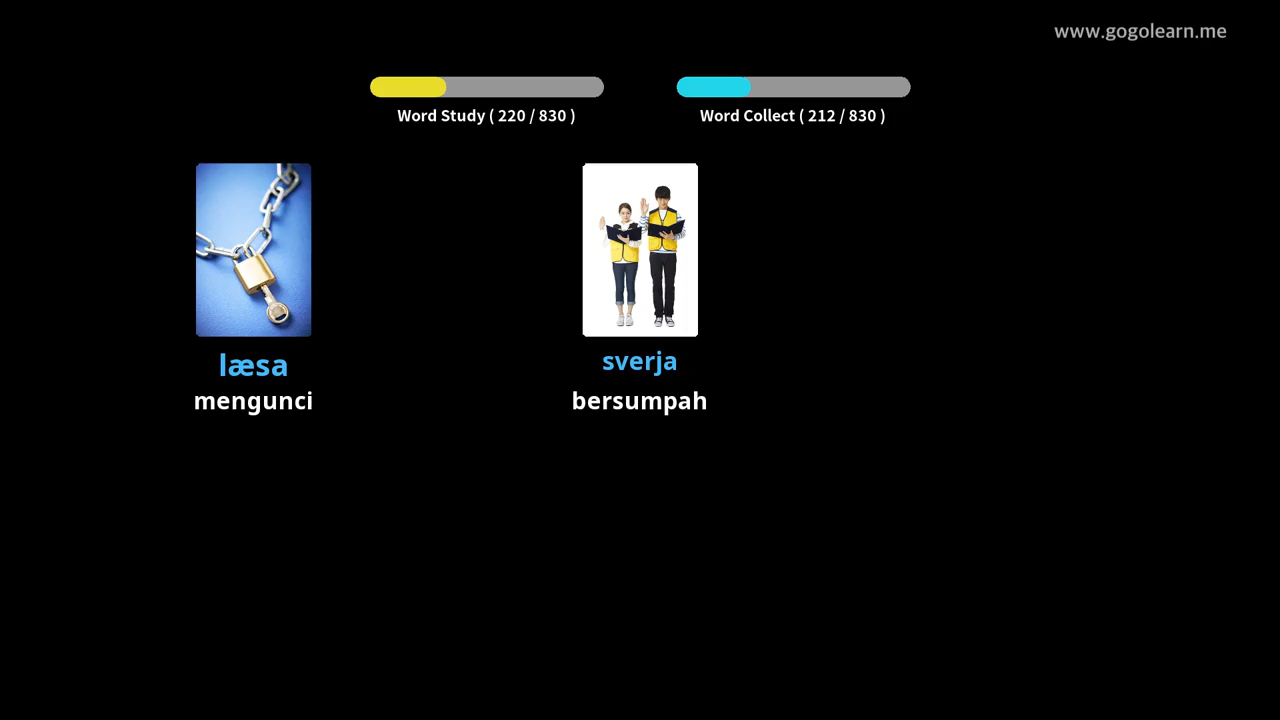 www.gogolearn.me
Word Study ( 220 / 830 )
Word Collect ( 212 / 830 )
læsa
mengunci
sverja
bersumpah